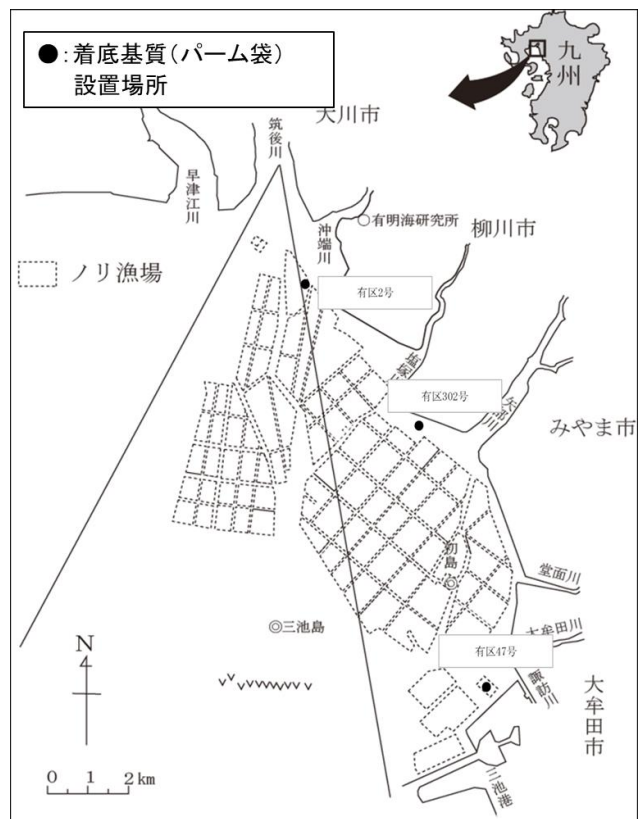 ●:着底基質(パーム袋)
設置場所
九州
大川市
筑後川
早津江川
沖端川
○有明海研究所
柳川市
ノリ漁場
有区2号
塩塚
有区302号
みやま市
初島
堂面川
◎三池島
大牟田川
有区47号
諏訪川
大牟田市
三池港
N
0 1 2km